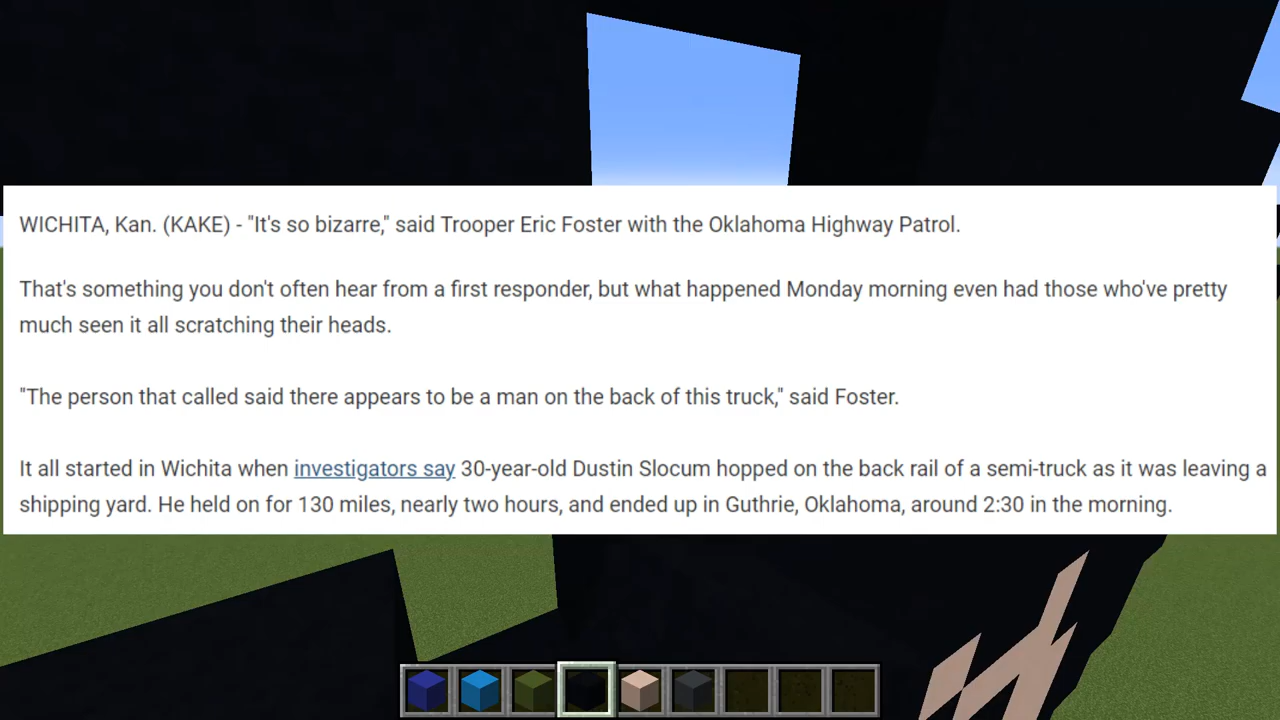 WICHITA, Kan. (KAKE) - "It's so bizarre," said Trooper Eric Foster with the Oklahoma Highway Patrol.
That's something you don't often hear from a first responder, but what happened Monday morning even had those who've pretty
much seen it all scratching their heads.
"The person that called said there appears to be a man on the back of this truck," said Foster.
It all started in Wichita when investigators say 30-year-old Dustin Slocum hopped on the back rail of a semi-truck as it was leaving a
shipping yard. He held on for 130 miles, nearly two hours, and ended up in Guthrie, Oklahoma, around 2:30 in the morning.